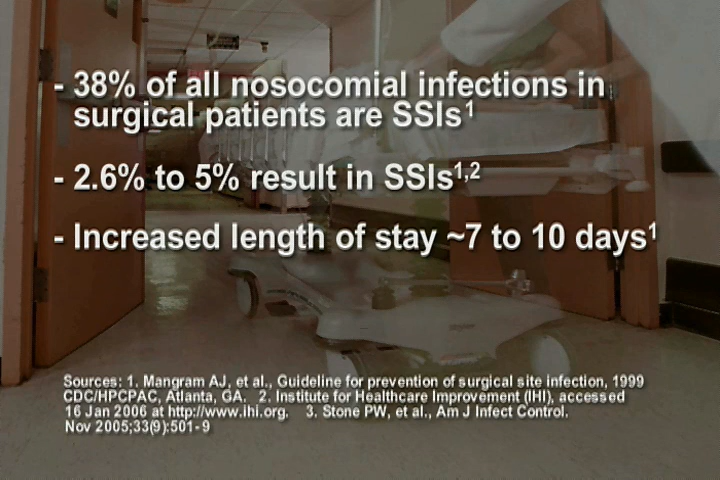 - 38% of all nosocomial infections in
surgical patients are SSIs1
- 2.6% to 5% result in SSIs1,2
- Increased length of stay ~7 to 10 days1
Sources: 1. Mangram AJ, et al., Guideline for prevention of surgical site infection, 1999
CDC/HPCPAC, Atlanta, GA. 2. Institute for Healthcare Improvement (IHI), accessed
16 Jan 2006 at http://www.ihi.org. 3. Stone PW, et al., Am J Infect Control.
Nov 2005;33(9):501-9